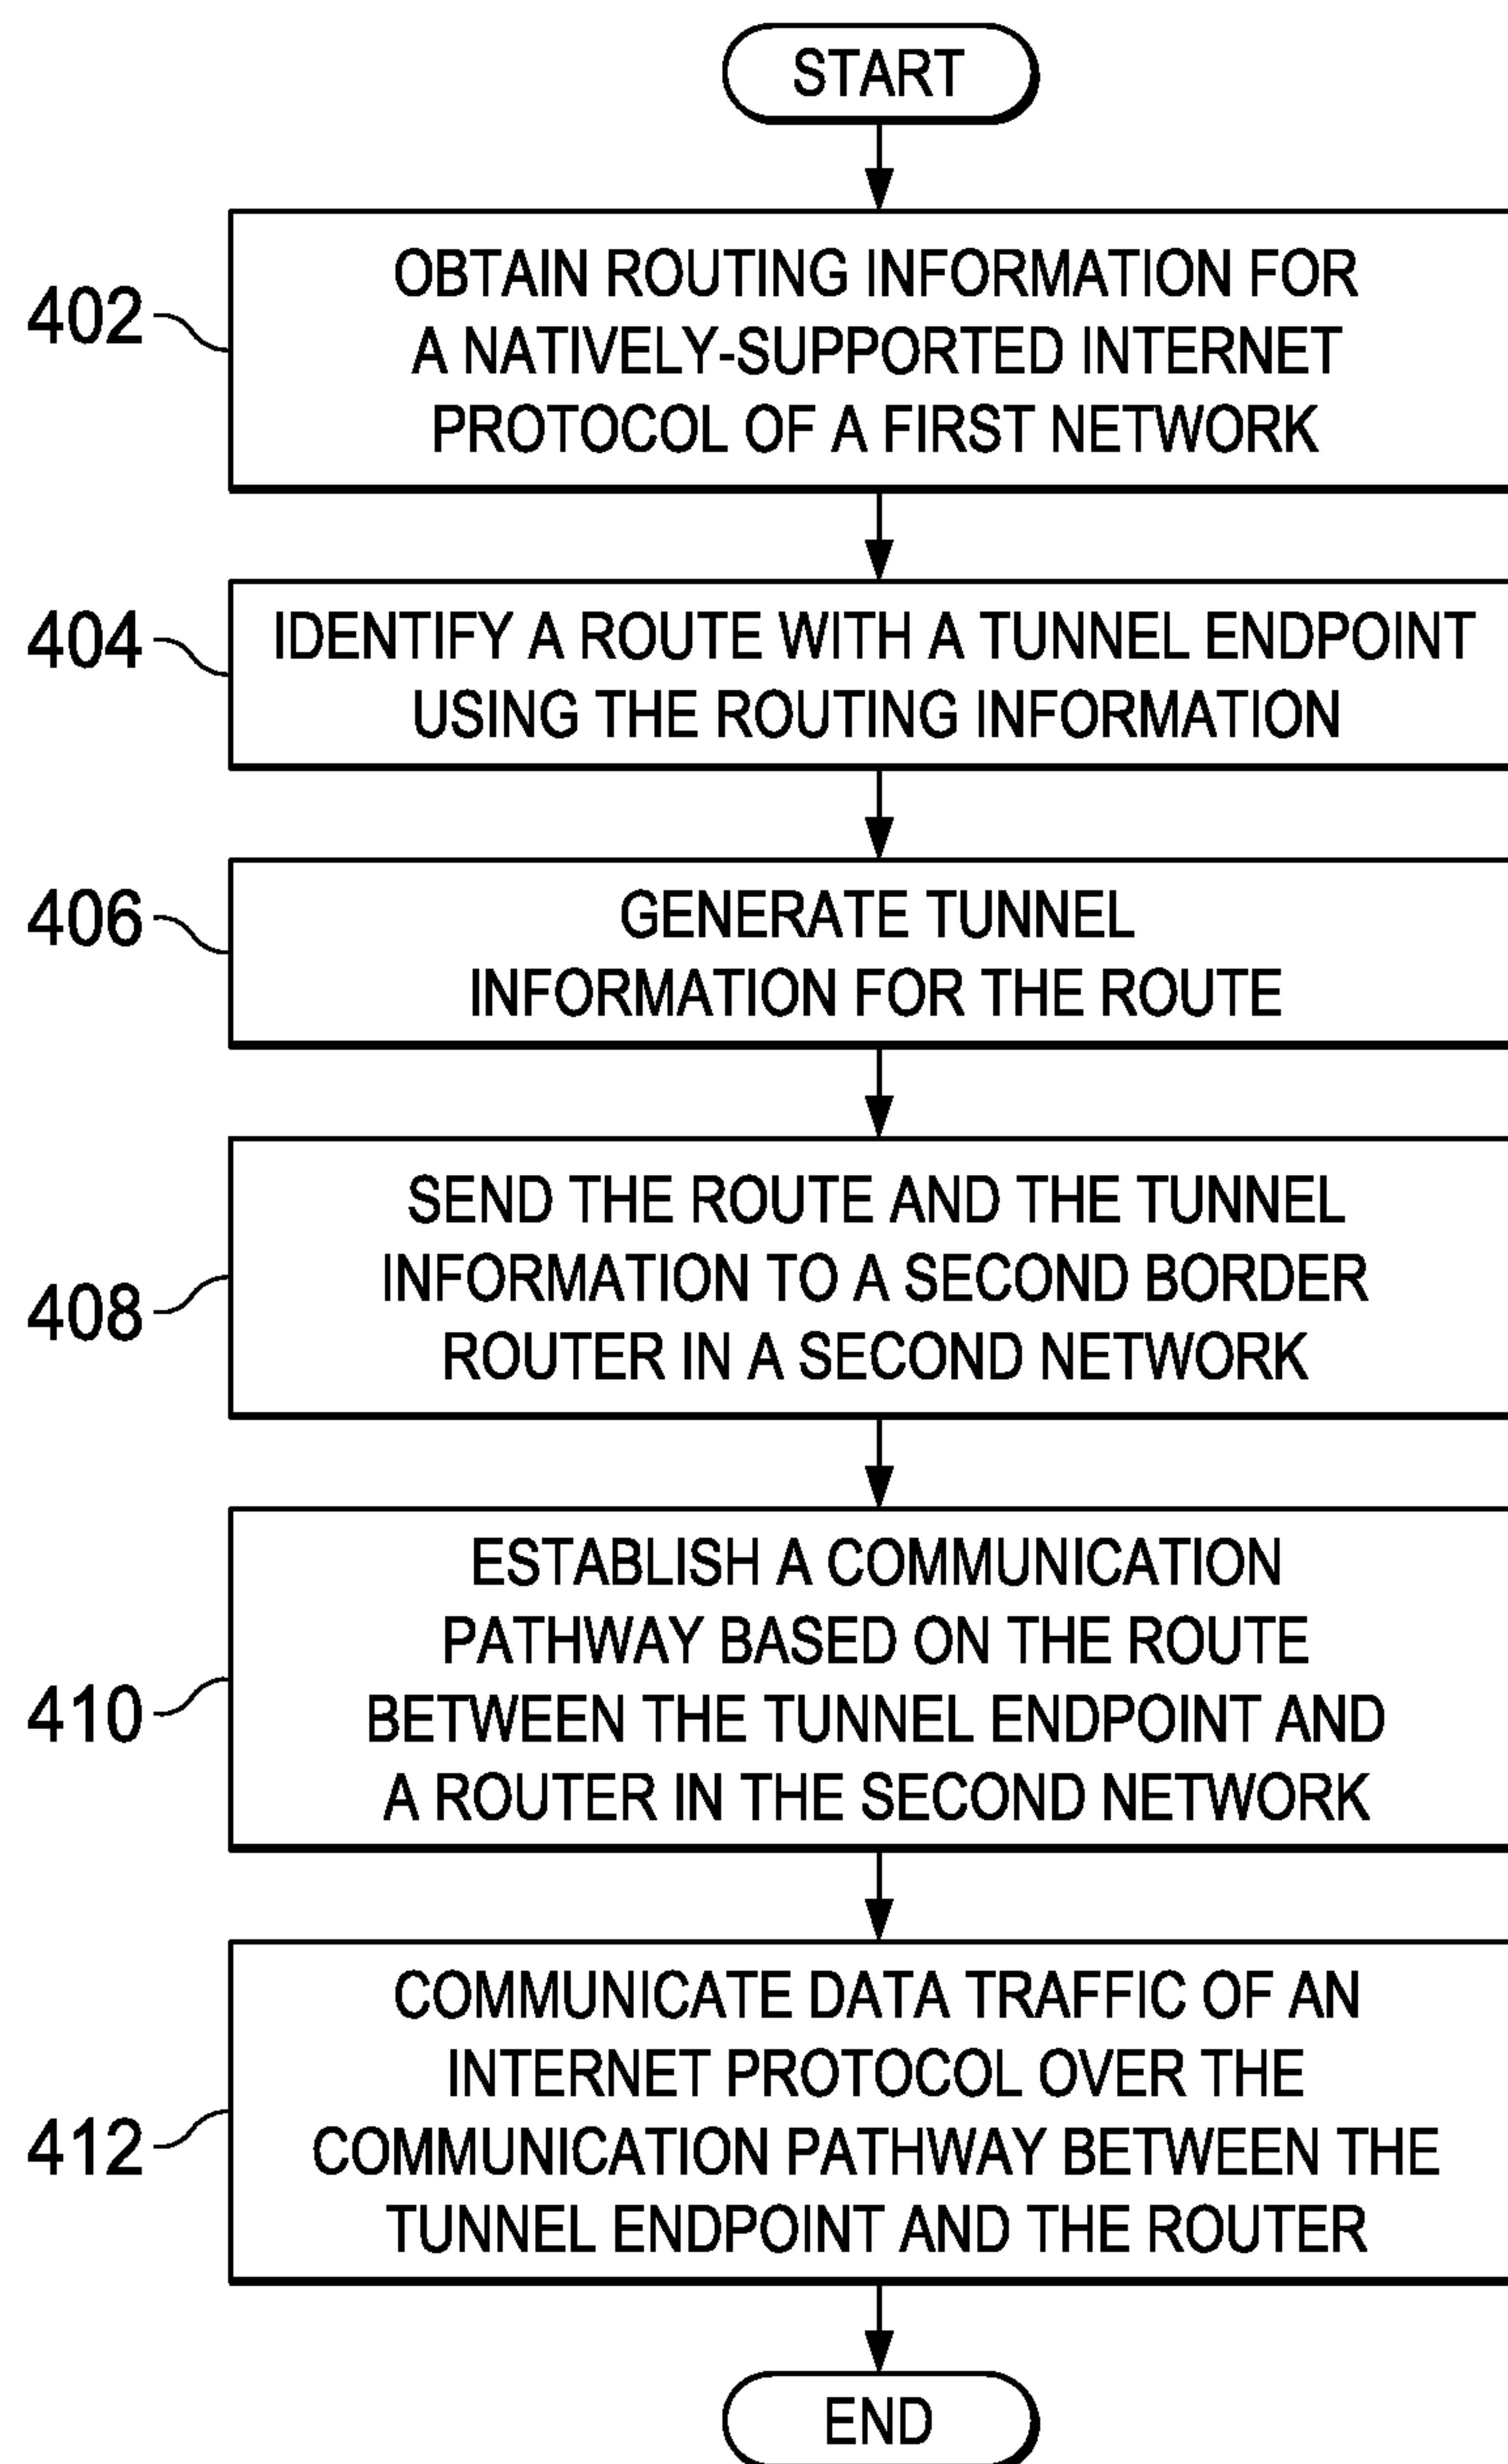 START
402
OBTAIN ROUTING INFORMATION FOR
A NATIVELY-SUPPORTED INTERNET
PROTOCOL OF A FIRST NETWORK
404
IDENTIFY A ROUTE WITH A TUNNEL ENDPOINT
USING THE ROUTING INFORMATION
406
GENERATE TUNNEL
INFORMATION FOR THE ROUTE
408
SEND THE ROUTE AND THE TUNNEL
INFORMATION TO A SECOND BORDER
ROUTER IN A SECOND NETWORK
410
ESTABLISH A COMMUNICATION
PATHWAY BASED ON THE ROUTE
BETWEEN THE TUNNEL ENDPOINT AND
A ROUTER IN THE SECOND NETWORK
412
COMMUNICATE DATA TRAFFIC OF AN
INTERNET PROTOCOL OVER THE
COMMUNICATION PATHWAY BETWEEN THE
TUNNEL ENDPOINT AND THE ROUTER
END